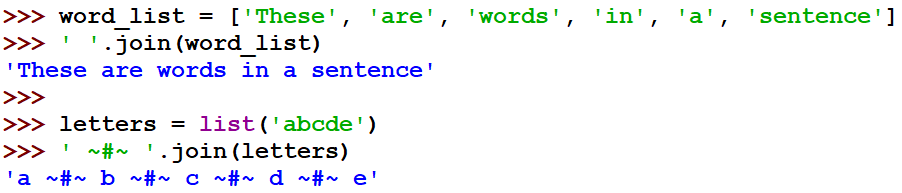 >>> word_list = ['These', 'are', 'words', 'in', 'a', 'sentence']
>>> ' '.join(word_list)
'These are words in a sentence'
>>>
>>> letters = list('abcde')
>>> ' ~#~ '.join(letters)
'a ~#~ b ~#~ c ~#~ d ~#~ e'